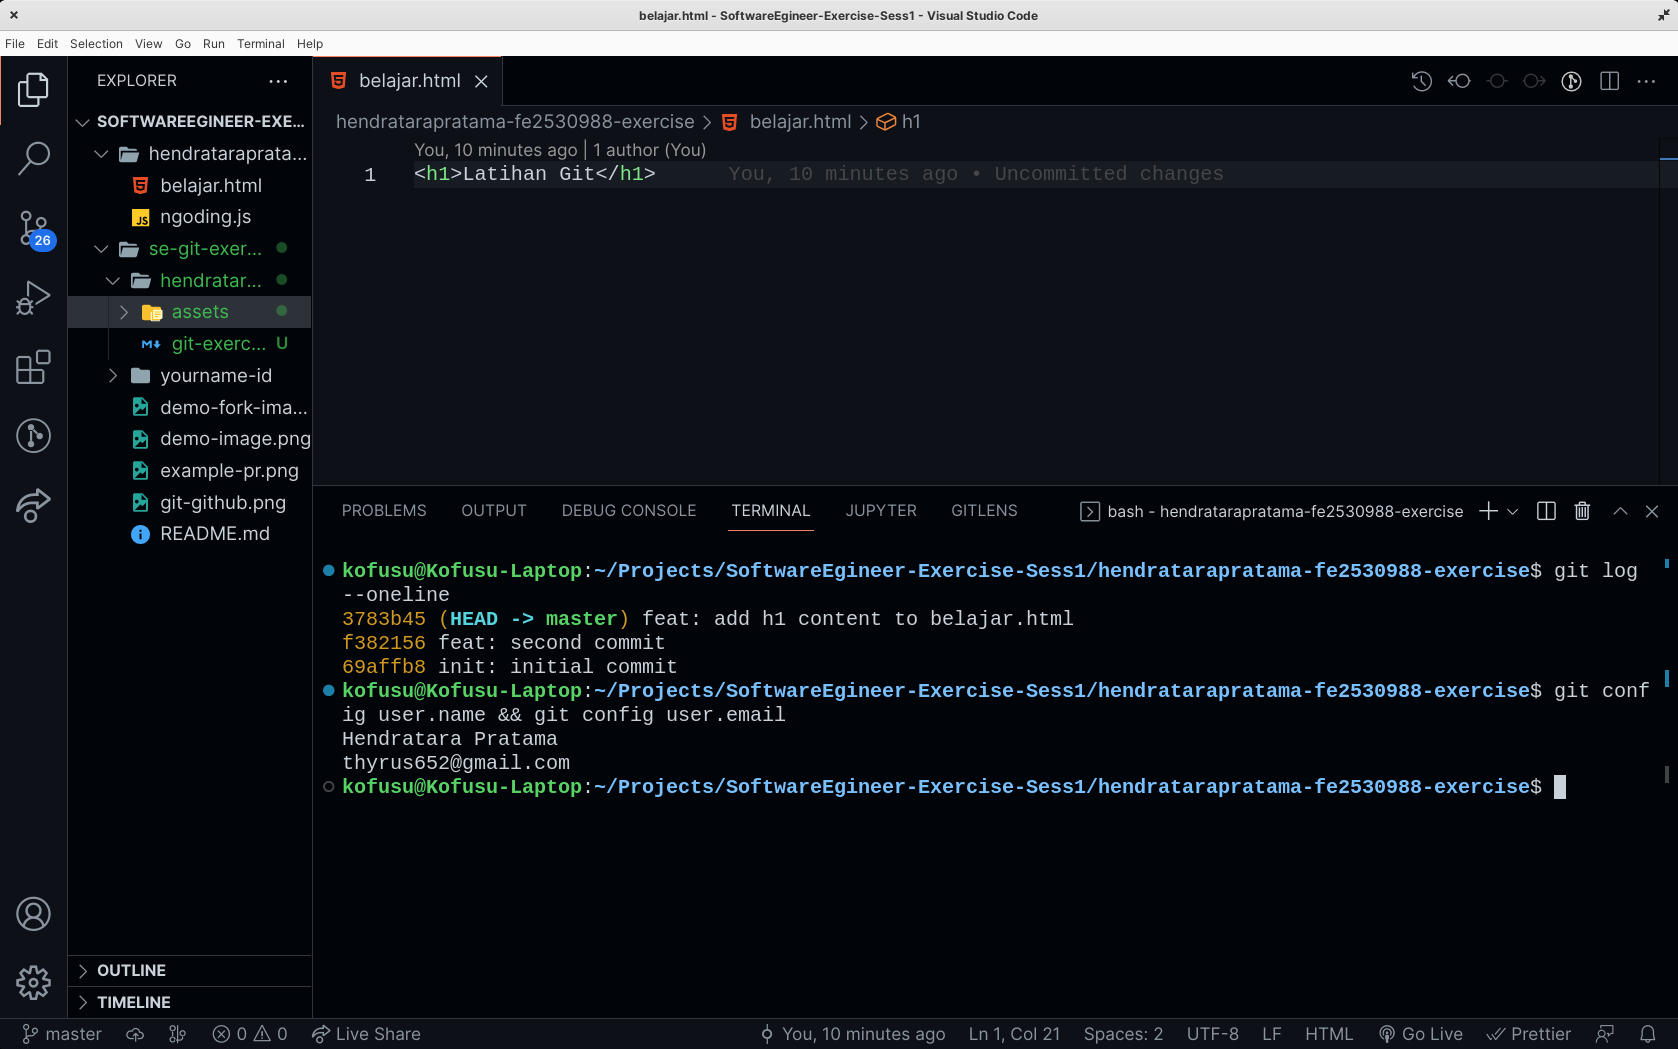 belajar.html - SoftwareEgineer-Exercise-Sess1 - Visual Studio Code
File Edit Selection View Go Run Terminal Help
EXPLORER
SOFTWAREEGINEER-EXE...
hendrataraprata...
belajar.html
JS ngoding.js
se-git-exer...
hendratar...
assets
git-exerc... U
yourname-id
demo-fork-ima...
demo-image.png
example-pr.png
git-github.png
README.md
OUTLINE
TIMELINE
26
belajar.html
hendratarapratama-fe2530988-exercise > belajar.html > h1
You, 10 minutes ago | 1 author (You)
1 <h1>Latihan Git</h1> You, 10 minutes ago • Uncommitted changes
PROBLEMS OUTPUT DEBUG CONSOLE TERMINAL JUPYTER GITLENS bash - hendratarapratama-fe2530988-exercise
kofusu@Kofusu-Laptop:~/Projects/SoftwareEgineer-Exercise-Sess1/hendratarapratama-fe2530988-exercise$ git log
--oneline
3783b45 (HEAD -> master) feat: add h1 content to belajar.html
f382156 feat: second commit
69affb8 init: initial commit
kofusu@Kofusu-Laptop:~/Projects/SoftwareEgineer-Exercise-Sess1/hendratarapratama-fe2530988-exercise$ git conf
ig user.name && git config user.email
Hendratara Pratama
thyrus652@gmail.com
kofusu@Kofusu-Laptop:~/Projects/SoftwareEgineer-Exercise-Sess1/hendratarapratama-fe2530988-exercise$
master 0 0 Live Share You, 10 minutes ago Ln 1, Col 21 Spaces: 2 UTF-8 LF HTML Go Live Prettier